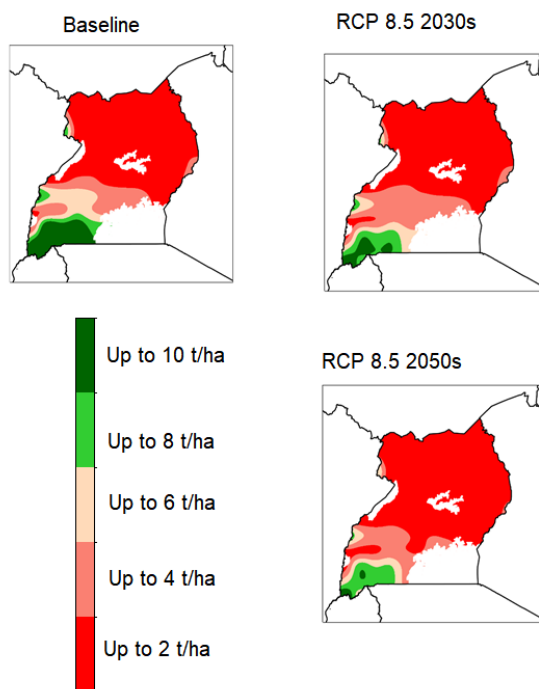 Baseline
RCP 8.5 2030s
Up to 10 t/ha
Up to 8 t/ha
Up to 6 t/ha
Up to 4 t/ha
Up to 2 t/ha
RCP 8.5 2050s